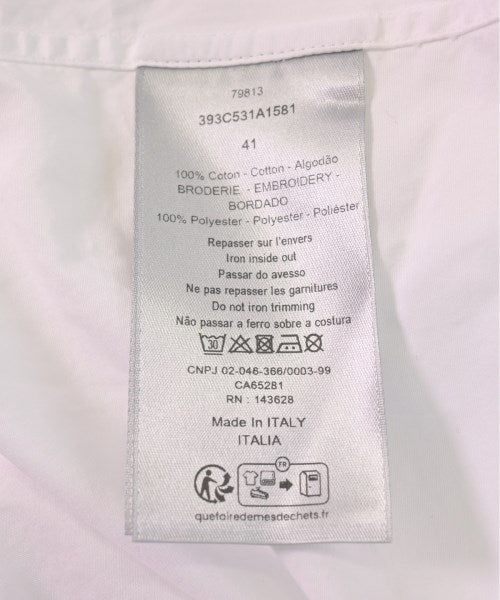 79813
393C531A1581
41
100% Coton - Cotton - Algodão
BRODERIE - EMBROIDERY -
BORDADO
100% Polyester - Polyester - Poliéster
Repasser sur l'envers
Iron inside out
Passar do avesso
Ne pas repasser les garnitures
Do not iron trimming
Não passar a ferro sobre a costura
30
CNPJ 02-046-366/0003-99
CA65281
RN : 143628
Made In ITALY
ITALIA
FR
quefairedemesdechets.fr